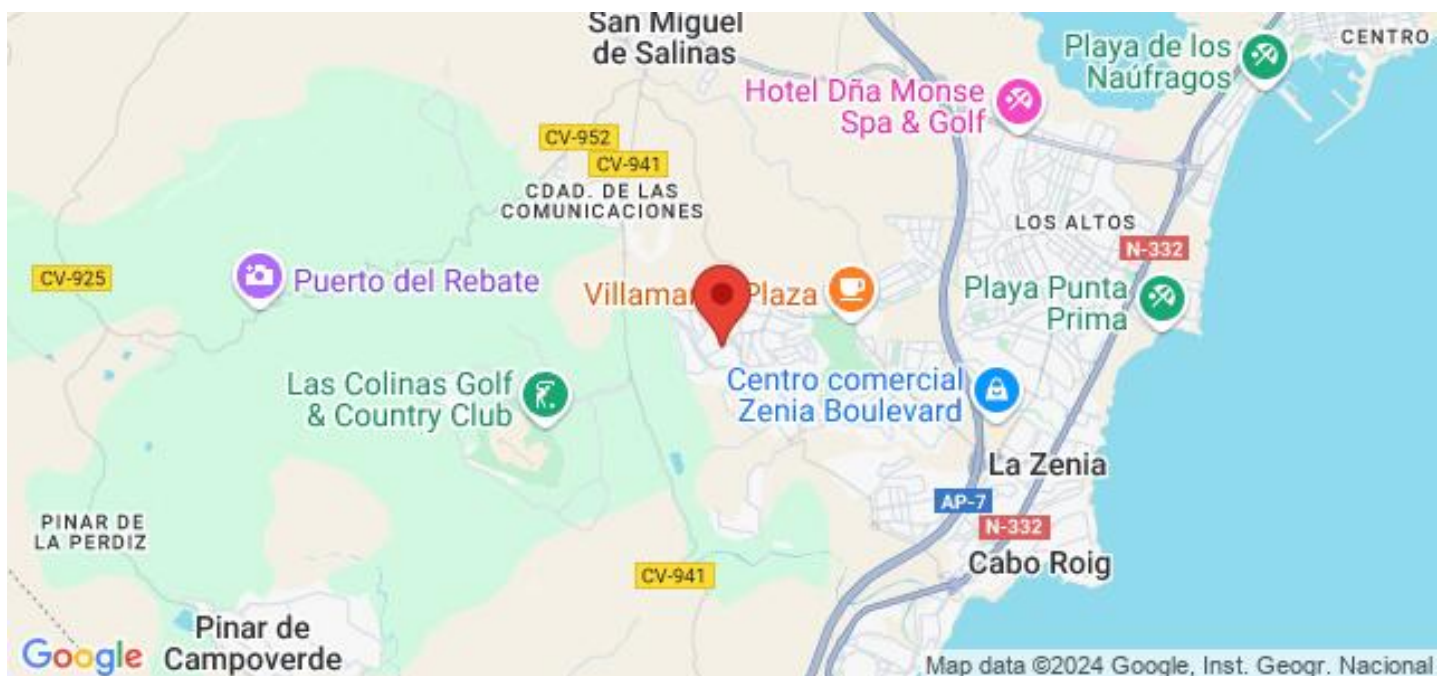 San Miguel
de Salinas
CENTRO
Playa de los
Naúfragos
Hotel Dña Monse
Spa & Golf
CV-952
CV-941
CDAD. DE LAS
COMUNICACIONES
LOS ALTOS
N-332
CV-925
Puerto del Rebate
Plaza
Playa Punta
Prima
Las Colinas Golf
& Country Club
Centro comercial
Zenia Boulevard
La Zenia
AP-7
N-332
PINAR DE
LA PERDIZ
CV-941
Cabo Roig
Pinar de
Campoverde
Google
Map data ©2024 Google, Inst. Geogr. Nacional